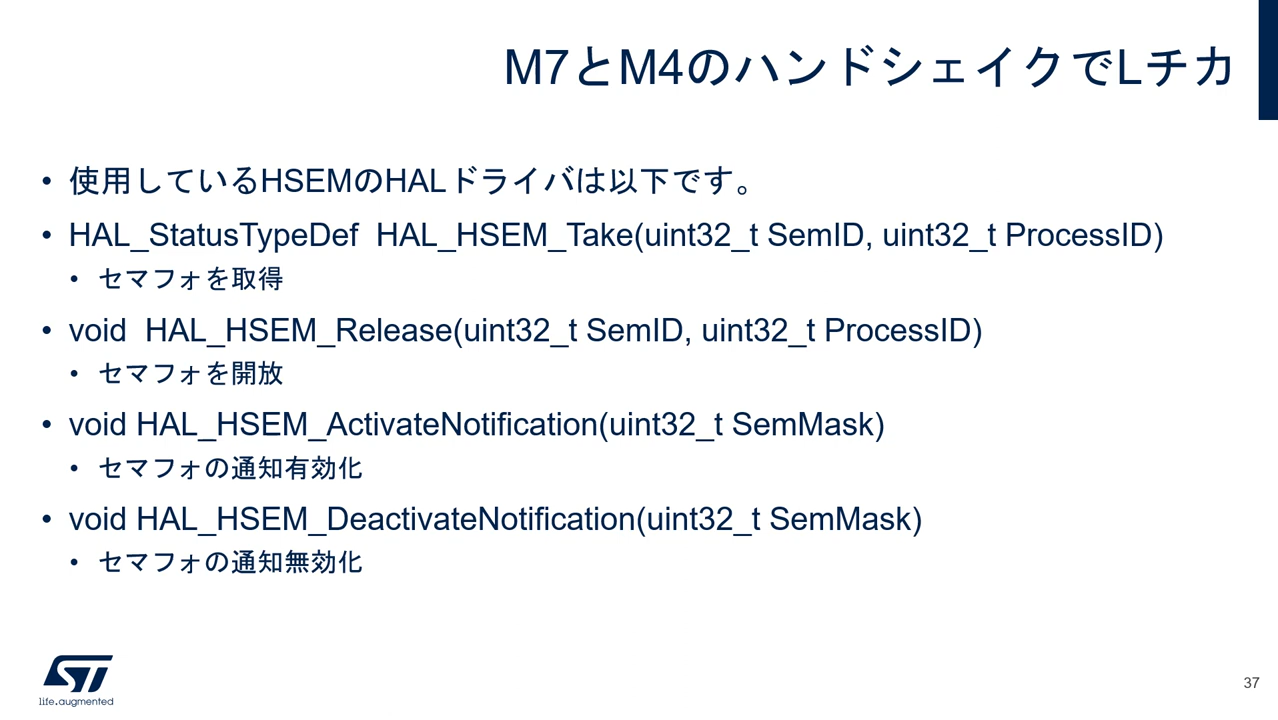 M7とM4のハンドシェイクでLチカ
• 使用しているHSEMのHALドライバは以下です。
• HAL_StatusTypeDef HAL_HSEM_Take(uint32_t SemID, uint32_t ProcessID)
• セマフォを取得
• void HAL_HSEM_Release(uint32_t SemID, uint32_t ProcessID)
• セマフォを開放
• void HAL_HSEM_ActivateNotification(uint32_t SemMask)
• セマフォの通知有効化
• void HAL_HSEM_DeactivateNotification(uint32_t SemMask)
• セマフォの通知無効化
ST
life.augmented
37